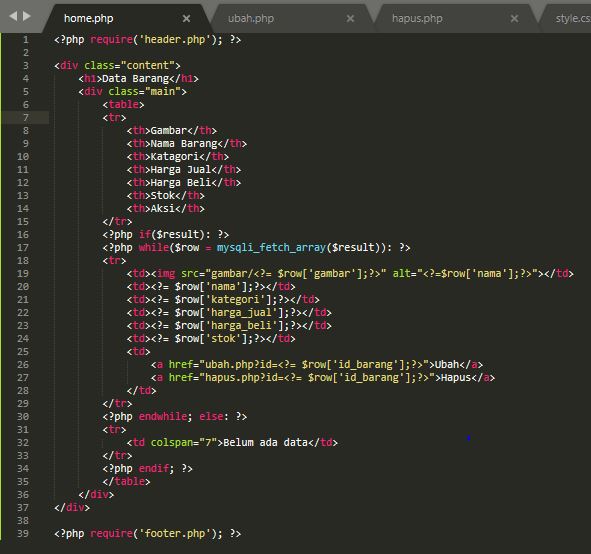 home.php × ubah.php × hapus.php × style.cs
1 <?php require('header.php'); ?>
2
3 <div class="content">
4 <h1>Data Barang</h1>
5 <div class="main">
6 <table>
7 <tr>
8 <th>Gambar</th>
9 <th>Nama Barang</th>
10 <th>Katagori</th>
11 <th>Harga Jual</th>
12 <th>Harga Beli</th>
13 <th>Stok</th>
14 <th>Aksi</th>
15 </tr>
16 <?php if($result): ?>
17 <?php while($row = mysqli_fetch_array($result)): ?>
18 <tr>
19 <td><img src="gambar/<?= $row['gambar'];?>" alt="<?=$row['nama'];?>"></td>
20 <td><?= $row['nama'];?></td>
21 <td><?= $row['kategori'];?></td>
22 <td><?= $row['harga_jual'];?></td>
23 <td><?= $row['harga_beli'];?></td>
24 <td><?= $row['stok'];?></td>
25 <td>
26 <a href="ubah.php?id=<?= $row['id_barang'];?>">Ubah</a>
27 <a href="hapus.php?id=<?= $row['id_barang'];?>">Hapus</a>
28 </td>
29 </tr>
30 <?php endwhile; else: ?>
31 <tr>
32 <td colspan="7">Belum ada data</td>
33 </tr>
34 <?php endif; ?>
35 </table>
36 </div>
37 </div>
38
39 <?php require('footer.php'); ?>